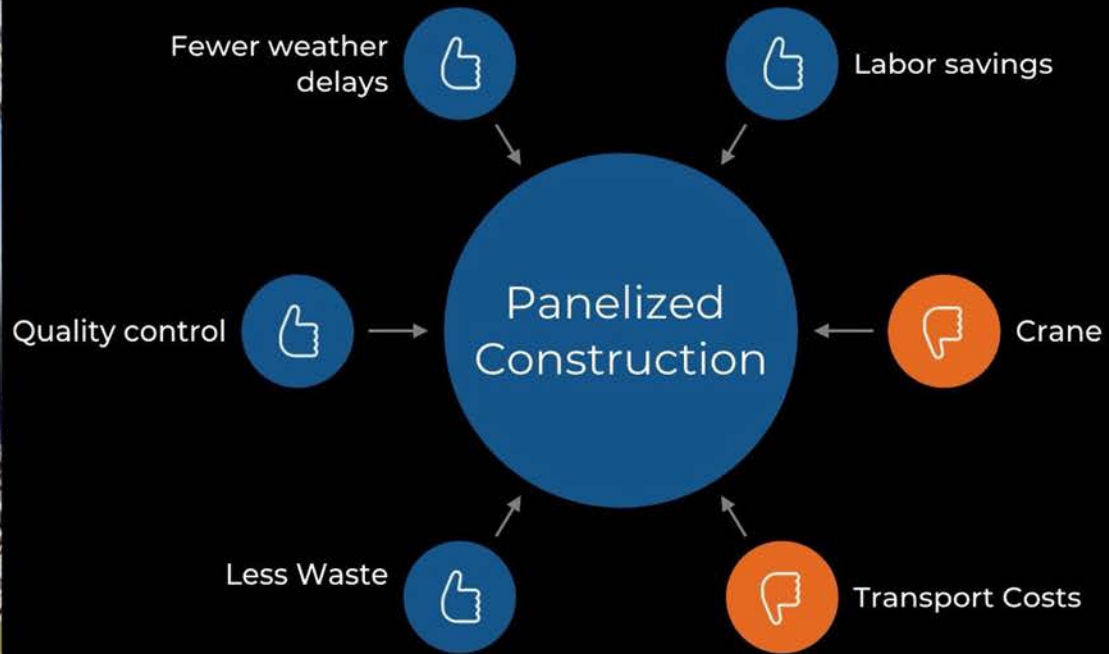 Fewer weather
delays
Labor savings
Quality control
Panelized
Construction
Crane
Less Waste
Transport Costs